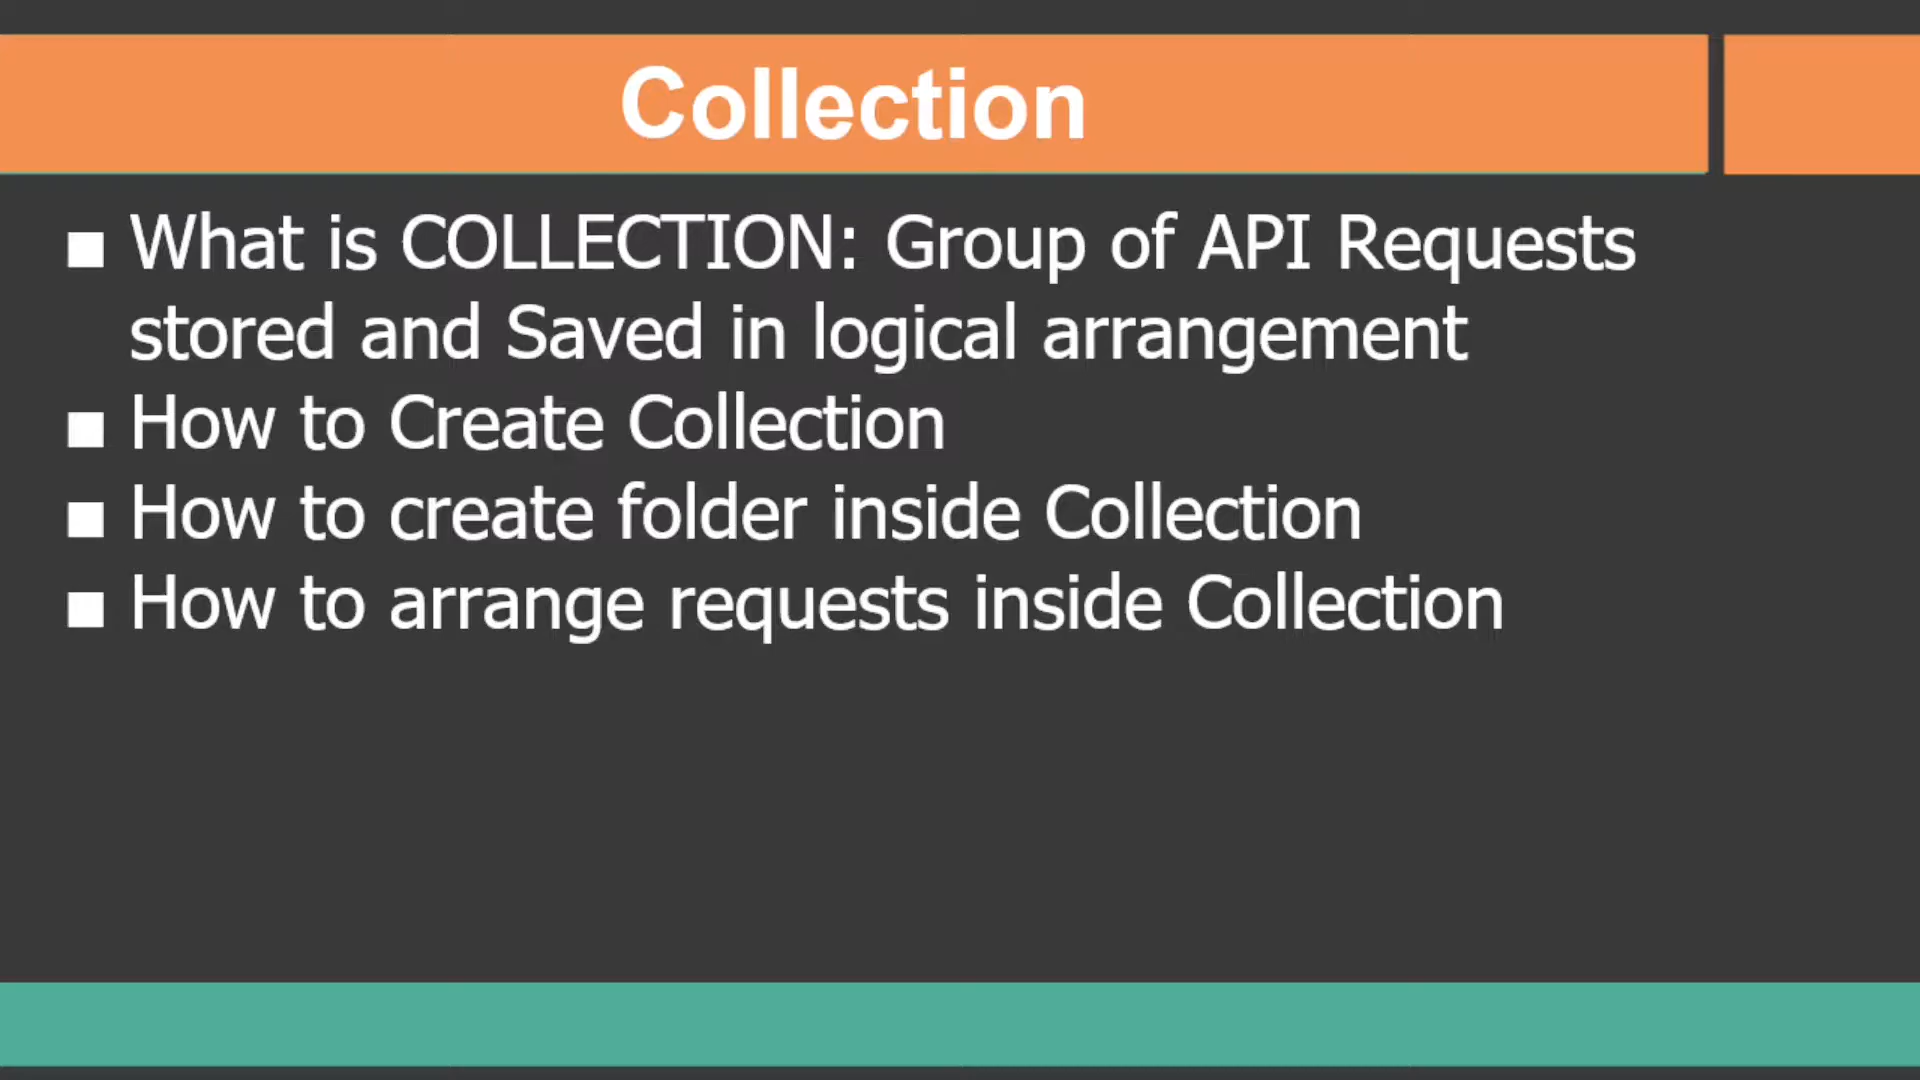 Collection
What is COLLECTION: Group of API Requests
stored and Saved in logical arrangement
How to Create Collection
How to create folder inside Collection
How to arrange requests inside Collection